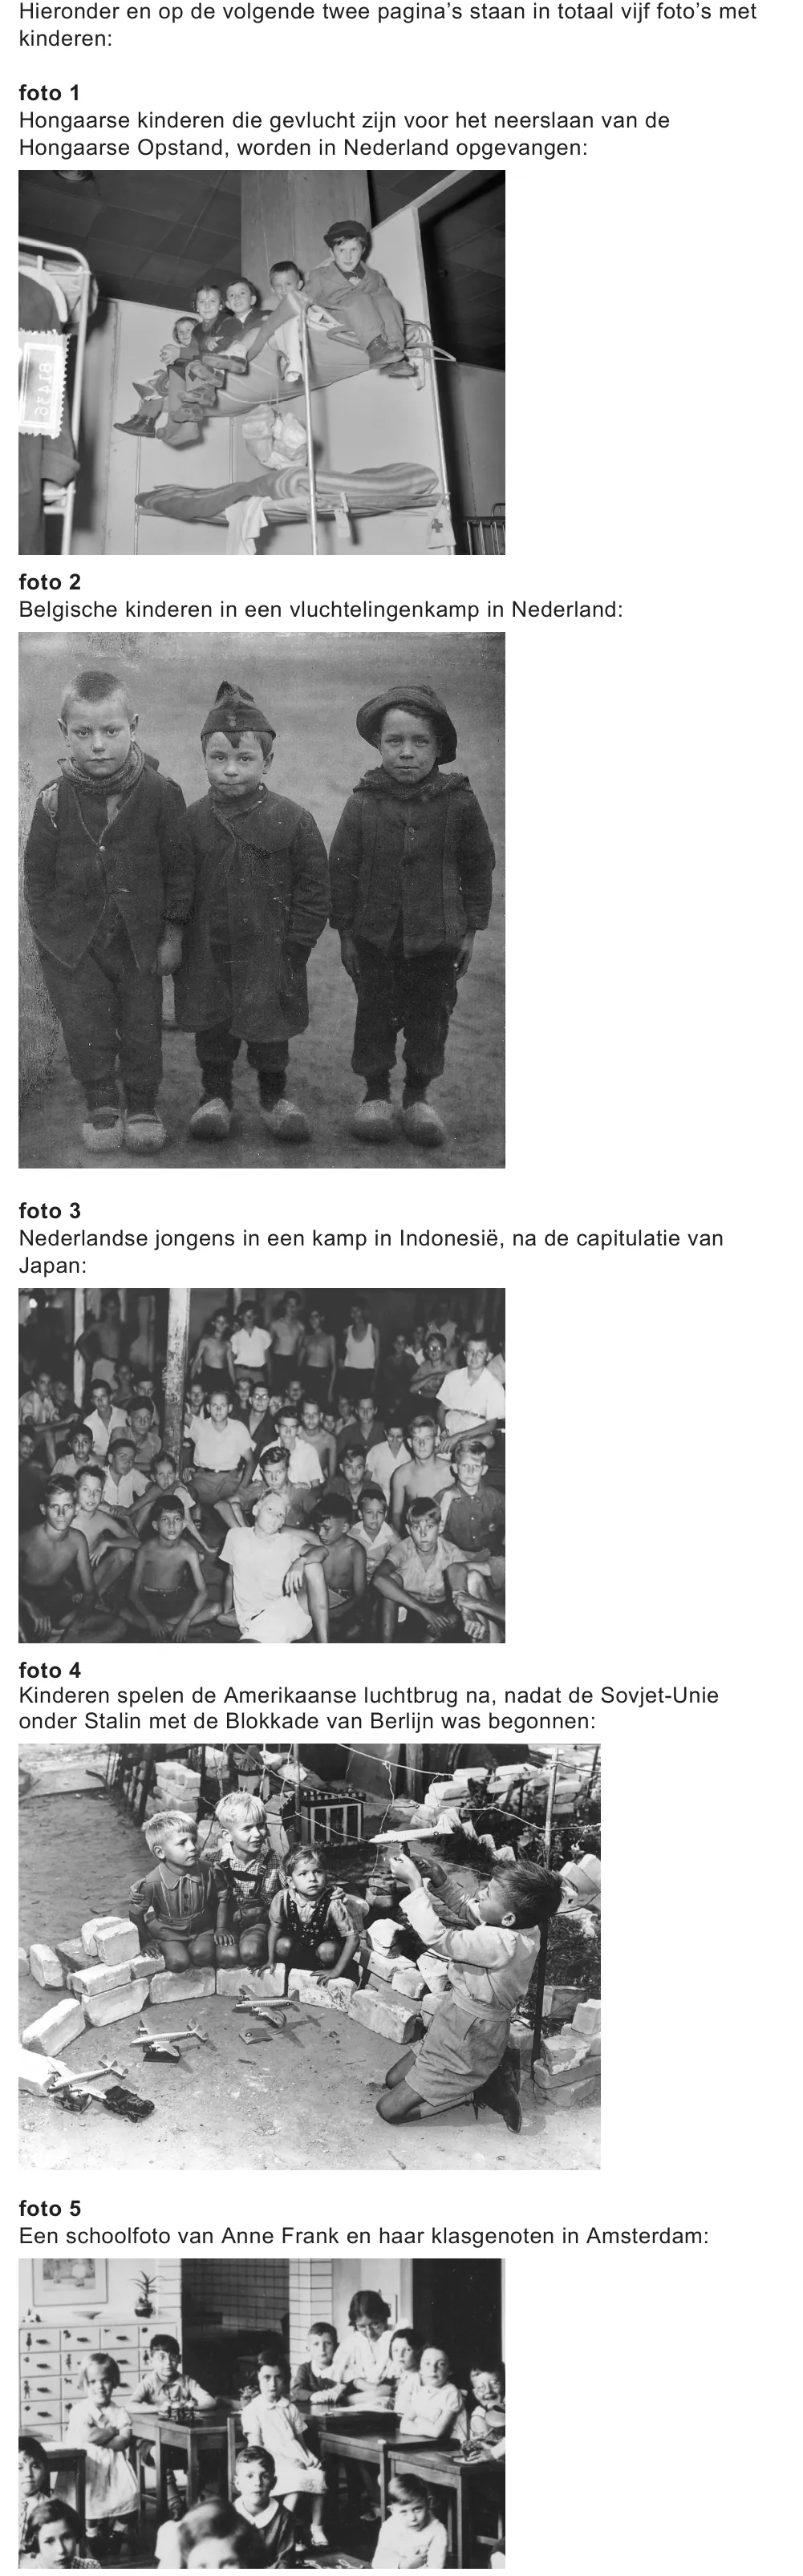 Hieronder en op de volgende twee pagina's staan in totaal vijf foto's met
kinderen:
foto 1
Hongaarse kinderen die gevlucht zijn voor het neerslaan van de
Hongaarse Opstand, worden in Nederland opgevangen:
foto 2
Belgische kinderen in een vluchtelingenkamp in Nederland:
foto 3
Nederlandse jongens in een kamp in Indonesië, na de capitulatie van
Japan:
foto 4
Kinderen spelen de Amerikaanse luchtbrug na, nadat de Sovjet-Unie
onder Stalin met de Blokkade van Berlijn was begonnen:
foto 5
Een schoolfoto van Anne Frank en haar klasgenoten in Amsterdam: